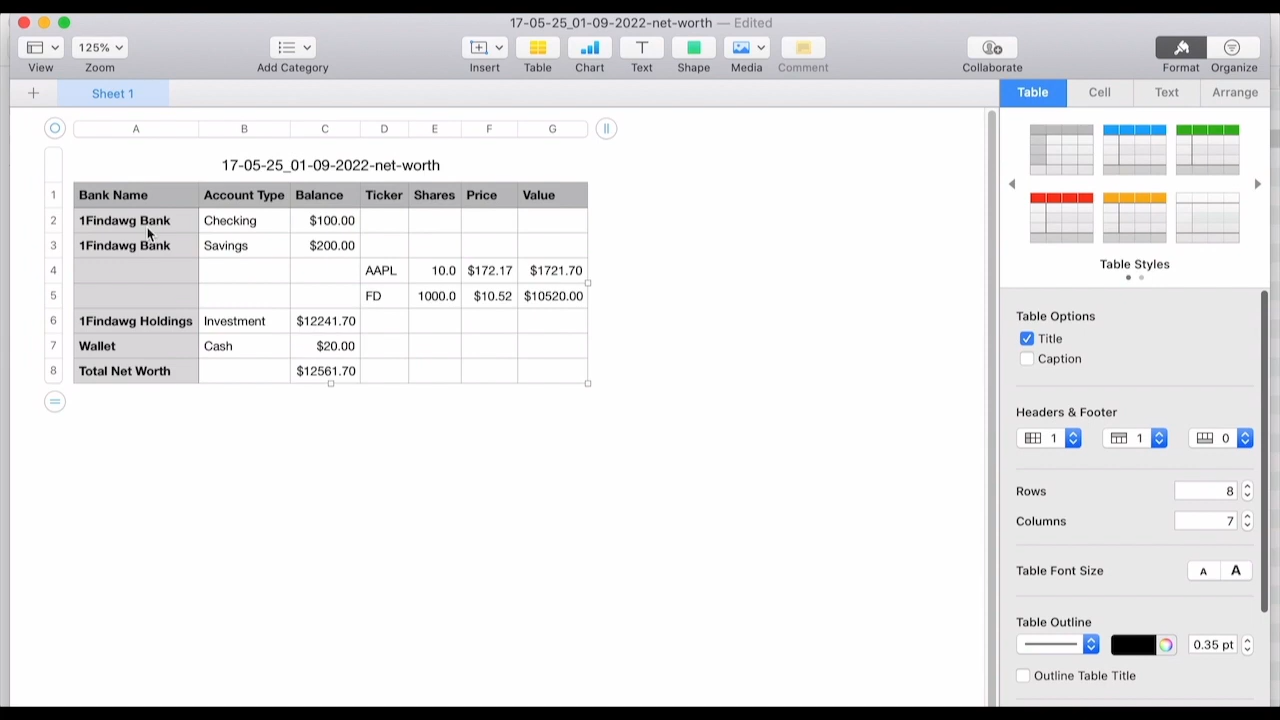 17-05-25_01-09-2022-net-worth — Edited
125%
View Zoom Add Category Insert Table Chart Text Shape Media Comment Collaborate Format Organize
Sheet 1
Table Cell Text Arrange
A B C D E F G
17-05-25_01-09-2022-net-worth
1 Bank Name Account Type Balance Ticker Shares Price Value
2 1Findawg Bank Checking $100.00
3 1Findawg Bank Savings $200.00
4 AAPL 10.0 $172.17 $1721.70
5 FD 1000.0 $10.52 $10520.00
6 1Findawg Holdings Investment $12241.70
7 Wallet Cash $20.00
8 Total Net Worth $12561.70
Table Styles
Table Options
Title
Caption
Headers & Footer
1 1 0
Rows 8
Columns 7
Table Font Size A A
Table Outline
0.35 pt
Outline Table Title